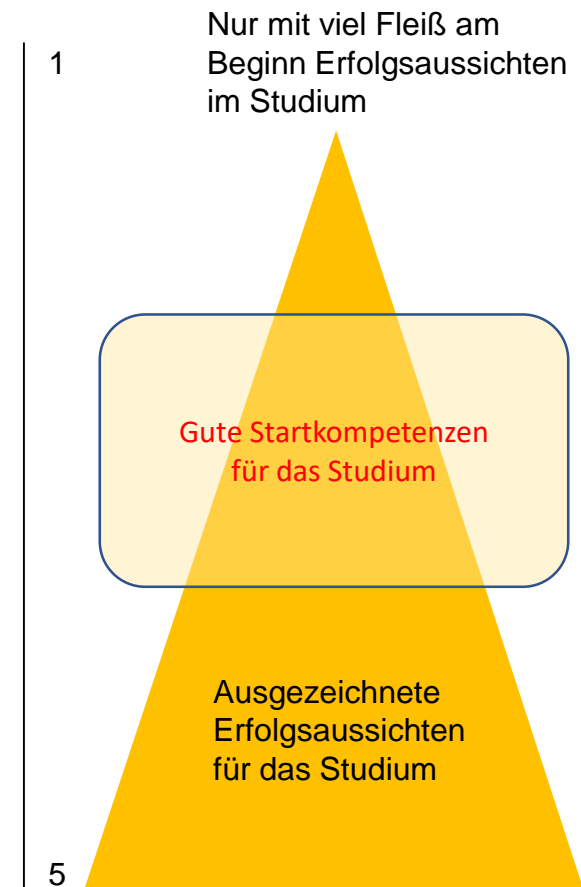 Nur mit viel Fleiß am
1
Beginn Erfolgsaussichten
im Studium
Gute Startkompetenzen
für das Studium
Ausgezeichnete
Erfolgsaussichten
für das Studium
5